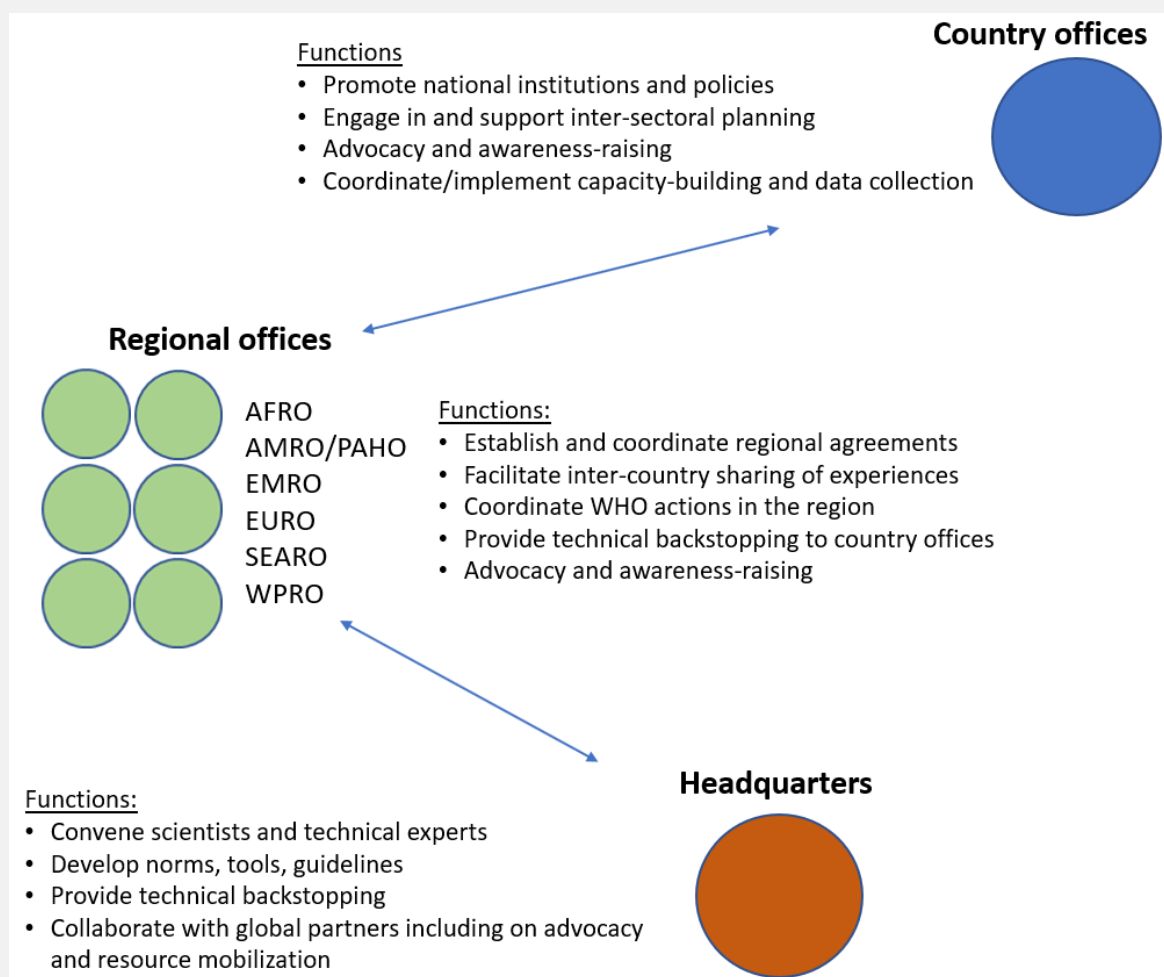 Country offices
Functions
• Promote national institutions and policies
• Engage in and support inter-sectoral planning
• Advocacy and awareness-raising
• Coordinate/implement capacity-building and data collection
Regional offices
AFRO
AMRO/PAHO
EMRO
EURO
SEARO
WPRO
Functions:
• Establish and coordinate regional agreements
• Facilitate inter-country sharing of experiences
• Coordinate WHO actions in the region
• Provide technical backstopping to country offices
• Advocacy and awareness-raising
Headquarters
Functions:
• Convene scientists and technical experts
• Develop norms, tools, guidelines
• Provide technical backstopping
• Collaborate with global partners including on advocacy
and resource mobilization